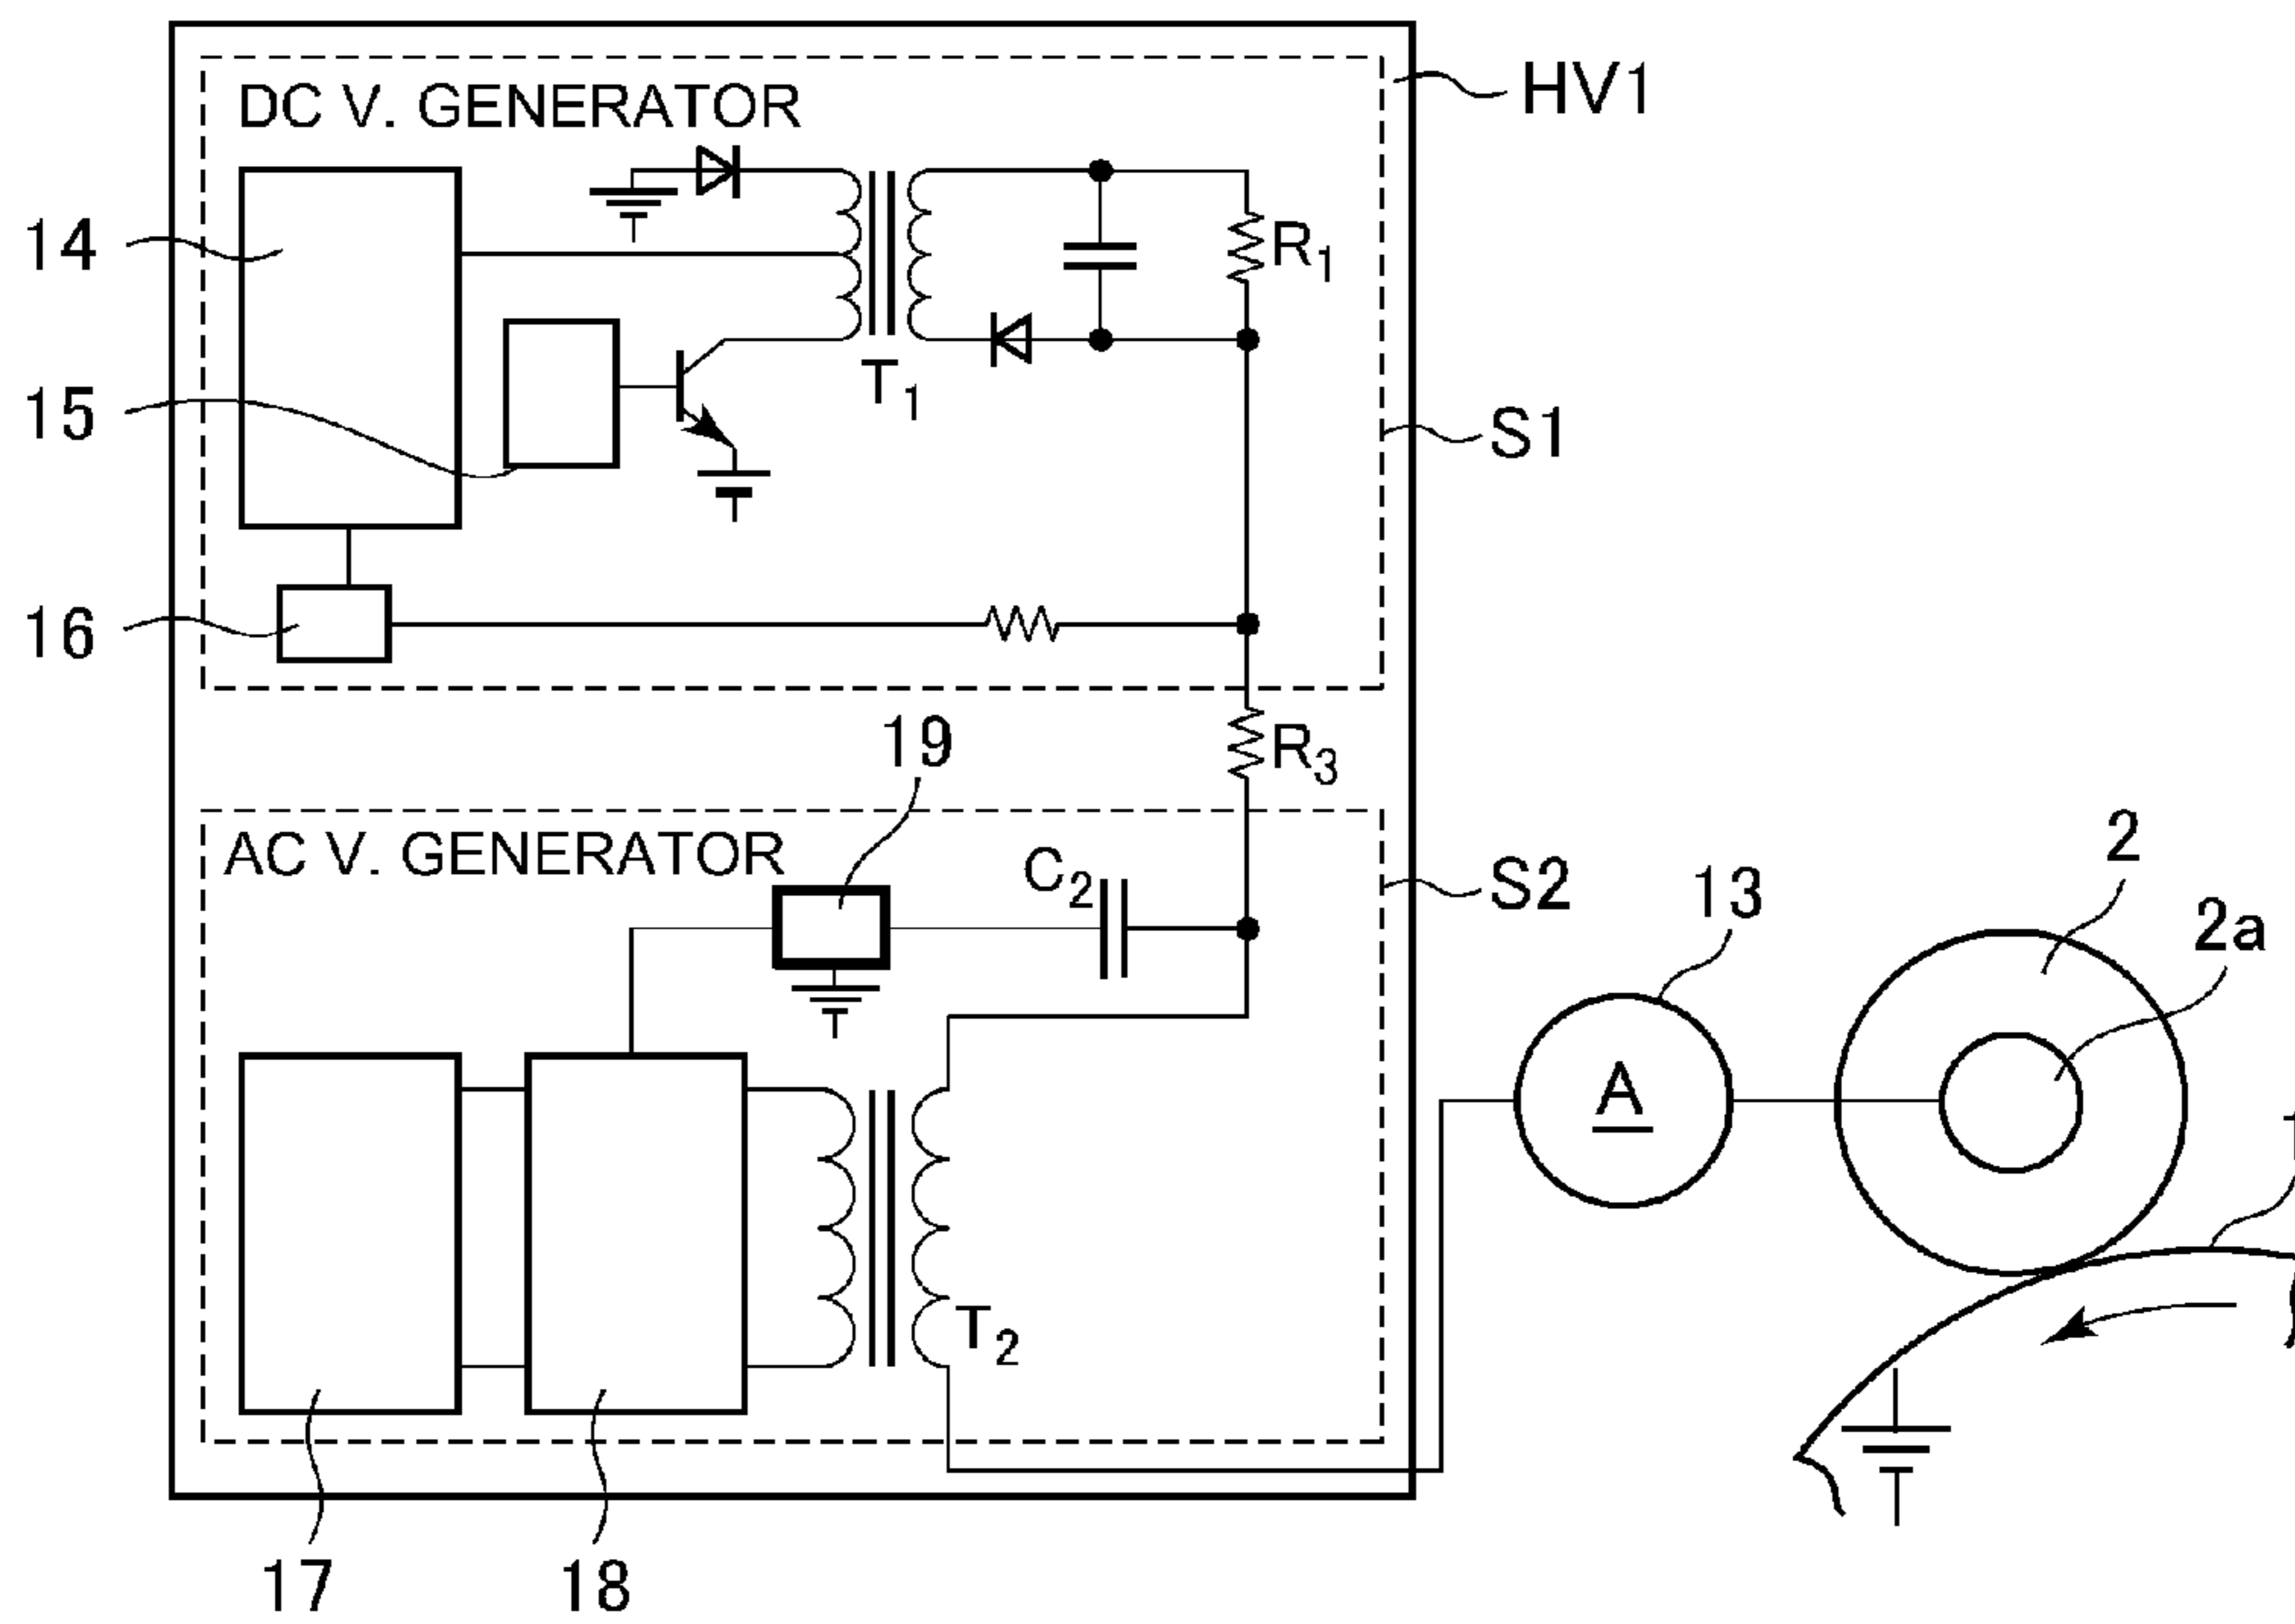 HV1
DC V. GENERATOR
14
R1
T1
15
S1
16
19
R3
AC V. GENERATOR
C2
S2
2
13
2a
A
T2
17
18